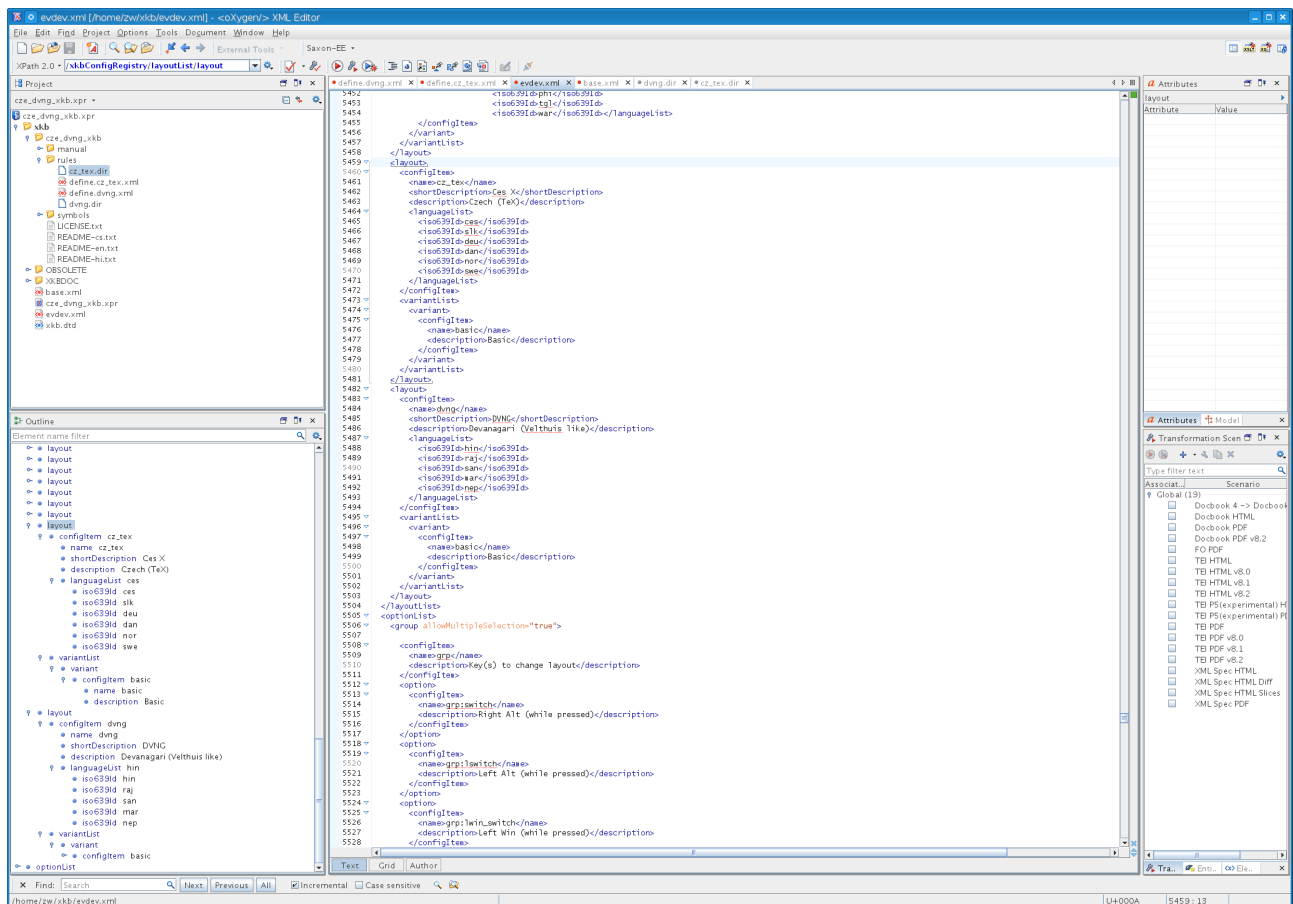 evdev.xml [/home/zw/xkb/evdev.xml] - <oXygen/> XML Editor
File Edit Find Project Options Tools Document Window Help
External Tools Saxon-EE
XPath 2.0 /xkbConfigRegistry/layoutList/layout
Project
cze_dvng_xkb.xpr
cze_dvng_xkb.xpr
xkb
cze_dvng_xkb
manual
rules
cz_tex.dir
define.cz_tex.xml
define.dvng.xml
dvng.dir
symbols
LICENSE.txt
README-cs.txt
README-en.txt
README-hi.txt
OBSOLETE
XKBDOC
base.xml
cze_dvng_xkb.xpr
evdev.xml
xkb.dtd
Outline
Element name filter
layout
layout
layout
layout
layout
layout
layout
layout
configItem cz_tex
name cz_tex
shortDescription Ces X
description Czech (TeX)
languageList ces
iso639Id ces
iso639Id slk
iso639Id deu
iso639Id dan
iso639Id nor
iso639Id swe
variantList
variant
configItem basic
name basic
description Basic
layout
configItem dvng
name dvng
shortDescription DVNG
description Devanagari (Velthuis like)
languageList hin
iso639Id hin
iso639Id raj
iso639Id san
iso639Id mar
iso639Id nep
variantList
variant
configItem basic
optionList
define.dvng.xml define.cz_tex.xml evdev.xml base.xml dvng.dir cz_tex.dir
5452 <iso639Id>phi</iso639Id>
5453 <iso639Id>tgl</iso639Id>
5454 <iso639Id>war</iso639Id></languageList>
5455 </configItem>
5456 </variant>
5457 </variantList>
5458 </layout>
5459 <layout>
5460 <configItem>
5461 <name>cz_tex</name>
5462 <shortDescription>Ces X</shortDescription>
5463 <description>Czech (TeX)</description>
5464 <languageList>
5465 <iso639Id>ces</iso639Id>
5466 <iso639Id>slk</iso639Id>
5467 <iso639Id>deu</iso639Id>
5468 <iso639Id>dan</iso639Id>
5469 <iso639Id>nor</iso639Id>
5470 <iso639Id>swe</iso639Id>
5471 </languageList>
5472 </configItem>
5473 <variantList>
5474 <variant>
5475 <configItem>
5476 <name>basic</name>
5477 <description>Basic</description>
5478 </configItem>
5479 </variant>
5480 </variantList>
5481 </layout>
5482 <layout>
5483 <configItem>
5484 <name>dvng</name>
5485 <shortDescription>DVNG</shortDescription>
5486 <description>Devanagari (Velthuis like)</description>
5487 <languageList>
5488 <iso639Id>hin</iso639Id>
5489 <iso639Id>raj</iso639Id>
5490 <iso639Id>san</iso639Id>
5491 <iso639Id>mar</iso639Id>
5492 <iso639Id>nep</iso639Id>
5493 </languageList>
5494 </configItem>
5495 <variantList>
5496 <variant>
5497 <configItem>
5498 <name>basic</name>
5499 <description>Basic</description>
5500 </configItem>
5501 </variant>
5502 </variantList>
5503 </layout>
5504 </layoutList>
5505 <optionList>
5506 <group allowMultipleSelection="true">
5507
5508 <configItem>
5509 <name>grp</name>
5510 <description>Key(s) to change layout</description>
5511 </configItem>
5512 <option>
5513 <configItem>
5514 <name>grp:switch</name>
5515 <description>Right Alt (while pressed)</description>
5516 </configItem>
5517 </option>
5518 <option>
5519 <configItem>
5520 <name>grp:lswitch</name>
5521 <description>Left Alt (while pressed)</description>
5522 </configItem>
5523 </option>
5524 <option>
5525 <configItem>
5526 <name>grp:lwin_switch</name>
5527 <description>Left Win (while pressed)</description>
5528 </configItem>
Text Grid Author
Attributes
layout
Attribute Value
Attributes Model
Transformation Scen
Type filter text
Associat... Scenario
Global (19)
Docbook 4 -> Docbook
Docbook HTML
Docbook PDF
Docbook PDF v8.2
FO PDF
TEI HTML
TEI HTML v8.0
TEI HTML v8.1
TEI HTML v8.2
TEI P5(experimental) H
TEI P5(experimental) PI
TEI PDF
TEI PDF v8.0
TEI PDF v8.1
TEI PDF v8.2
XML Spec HTML
XML Spec HTML Diff
XML Spec HTML Slices
XML Spec PDF
Tra.. Enti.. Ele..
Find: Search Next Previous All Incremental Case sensitive
/home/zw/xkb/evdev.xml U+000A 5459 : 13